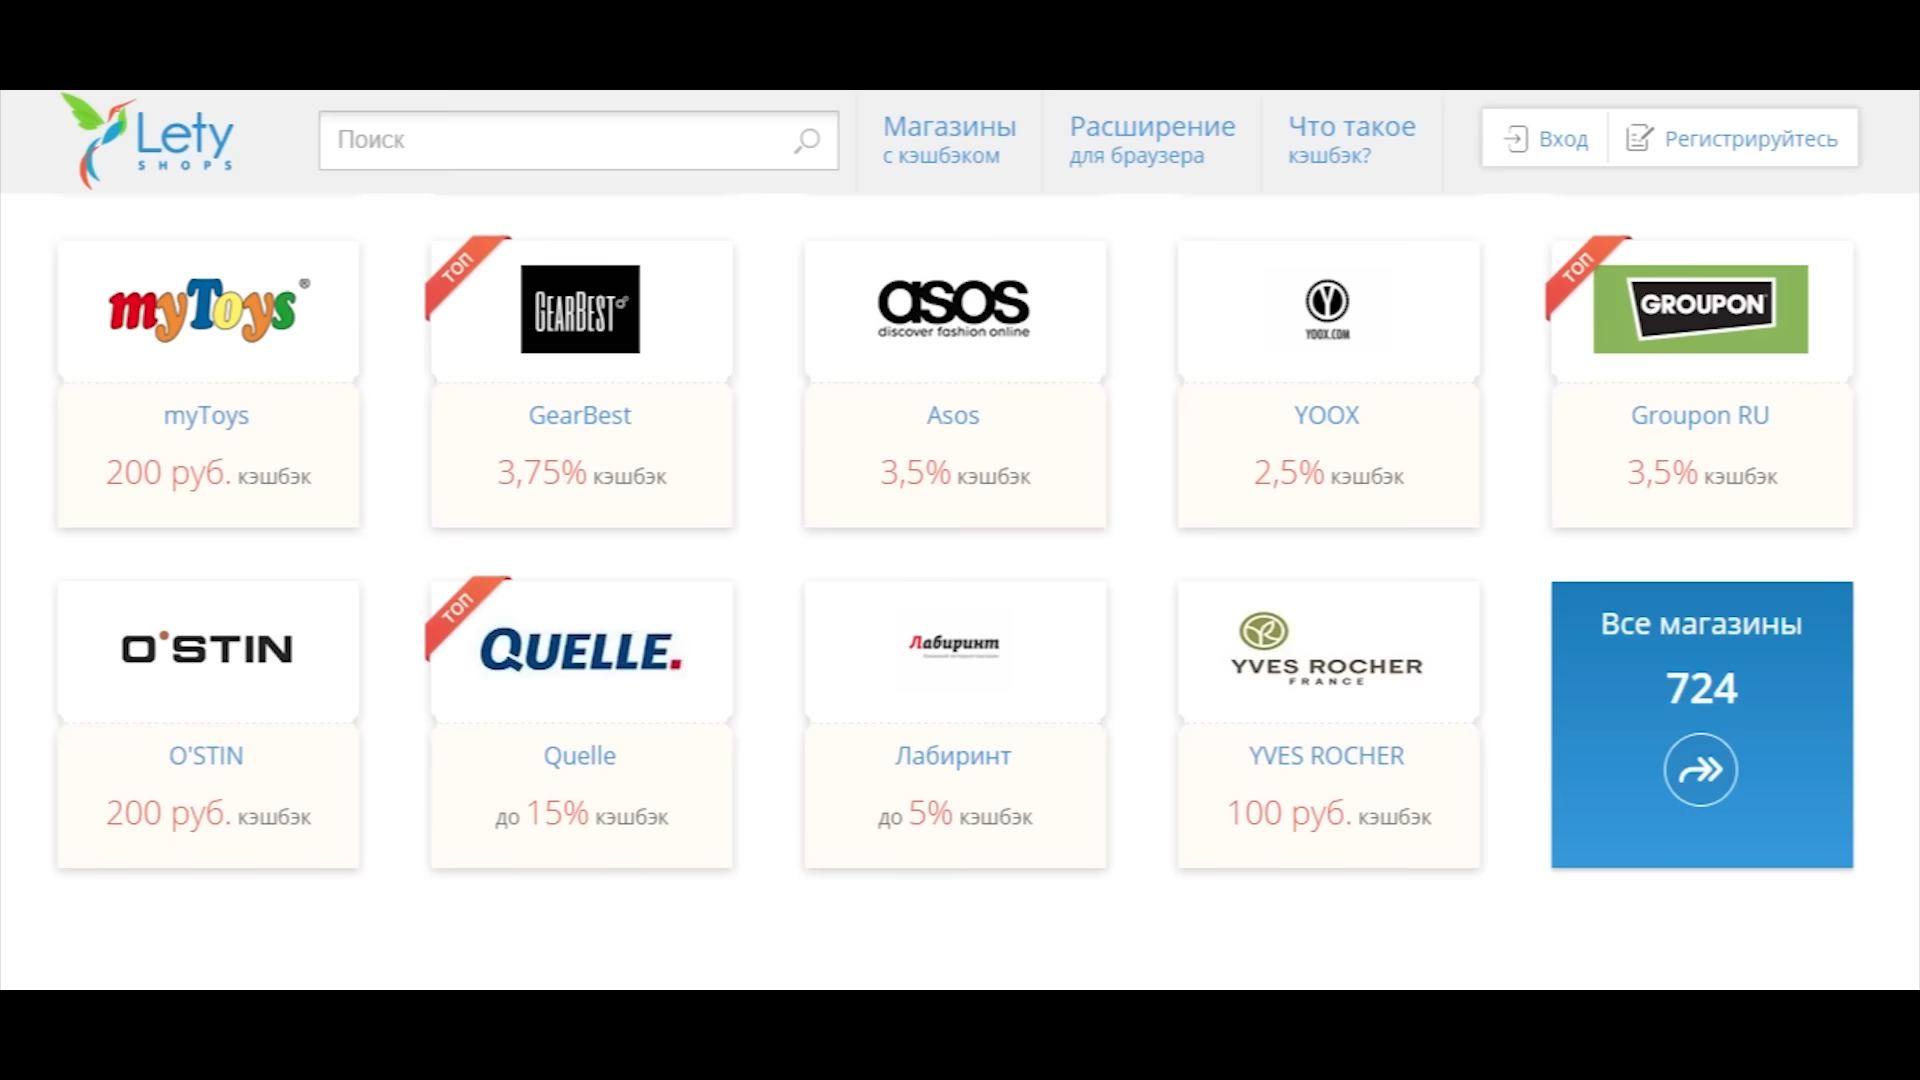 Lety
SHOPS
Поиск
Магазины
с кэшбэком
Расширение
для браузера
Что такое
кэшбэк?
Вход
Регистрируйтесь
myToys®
ТОП
GEARBEST
asos
discover fashion online
Y
YOOX.COM
ТОП
GROUPON
myToys
GearBest
Asos
YOOX
Groupon RU
200 руб. кэшбэк
3,75% кэшбэк
3,5% кэшбэк
2,5% кэшбэк
3,5% кэшбэк
O'STIN
ТОП
QUELLE.
Лабиринт
YR
YVES ROCHER
FRANCE
Все магазины
724
O'STIN
Quelle
Лабиринт
YVES ROCHER
200 руб. кэшбэк
до 15% кэшбэк
до 5% кэшбэк
100 руб. кэшбэк